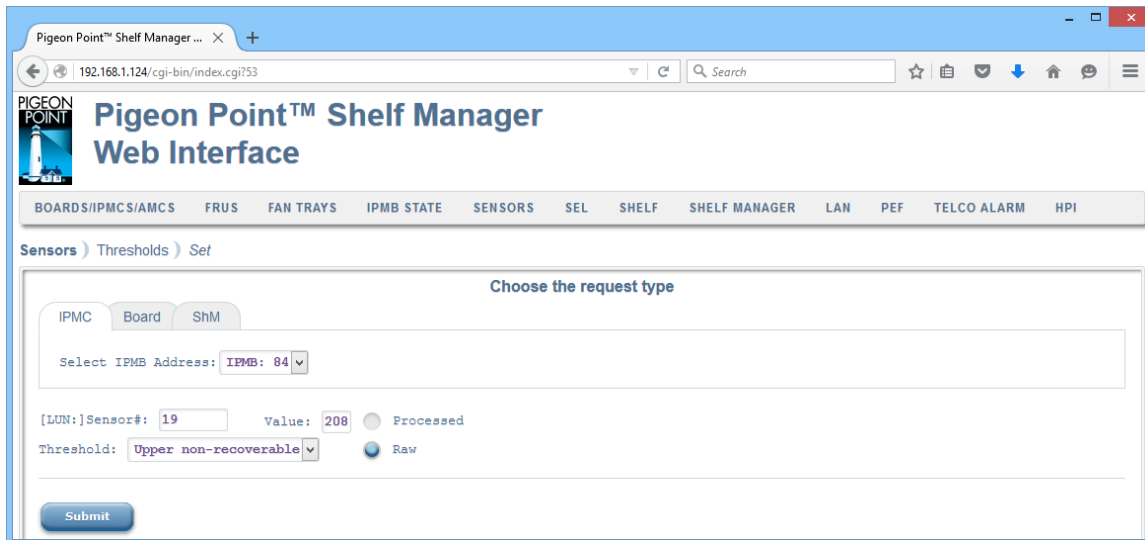 Pigeon Point™ Shelf Manager ...
192.168.1.124/cgi-bin/index.cgi?53
Search
PIGEON
POINT
Pigeon Point™ Shelf Manager
Web Interface
BOARDS/IPMCS/AMCS FRUS FAN TRAYS IPMB STATE SENSORS SEL SHELF SHELF MANAGER LAN PEF TELCO ALARM HPI
Sensors ) Thresholds ) Set
Choose the request type
IPMC Board ShM
Select IPMB Address: IPMB: 84
[LUN:]Sensor#: 19 Value: 208 Processed
Threshold: Upper non-recoverable Raw
Submit